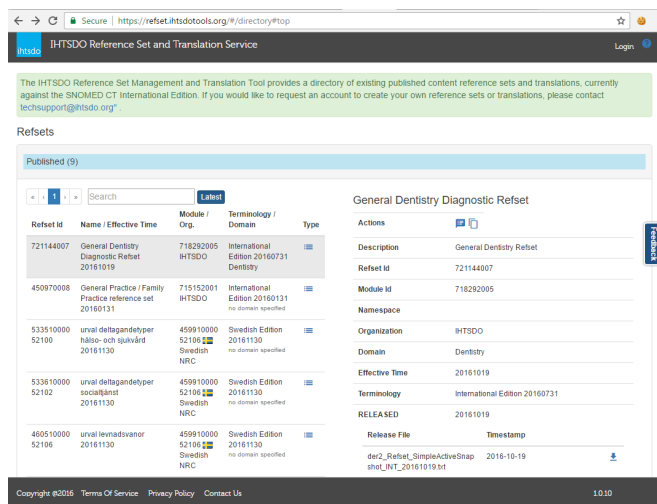 Secure | https://refset.ihtsdotools.org/#/directory#top
ihtsdo IHTSDO Reference Set and Translation Service Login
The IHTSDO Reference Set Management and Translation Tool provides a directory of existing published content reference sets and translations, currently
against the SNOMED CT International Edition. If you would like to request an account to create your own reference sets or translations, please contact
techsupport@ihtsdo.org" .
Refsets
Published (9)
« ‹ 1 › » Search Latest
Refset Id Name / Effective Time Module / Org. Terminology / Domain Type
721144007 General Dentistry 718292005 International
Diagnostic Refset IHTSDO Edition 20160731
20161019 Dentistry
450970008 General Practice / Family 715152001 International
Practice reference set IHTSDO Edition 20160131
20160131 no domain specified
533510000 urval deltagandetyper 459910000 Swedish Edition
52100 hälso- och sjukvård 52106 20161130
20161130 Swedish no domain specified
NRC
533610000 urval deltagandetyper 459910000 Swedish Edition
52102 socialtjänst 52106 20161130
20161130 Swedish no domain specified
NRC
460510000 urval levnadsvanor 459910000 Swedish Edition
52106 20161130 52106 20161130
Swedish no domain specified
NRC
General Dentistry Diagnostic Refset
Actions
Description General Dentistry Refset
Refset Id 721144007
Module Id 718292005
Namespace
Organization IHTSDO
Domain Dentistry
Effective Time 20161019
Terminology International Edition 20160731
RELEASED 20161019
Release File Timestamp
der2_Refset_SimpleActiveSnap 2016-10-19
shot_INT_20161019.txt
Feedback
Copyright @2016 Terms Of Service Privacy Policy Contact Us 1.0.10